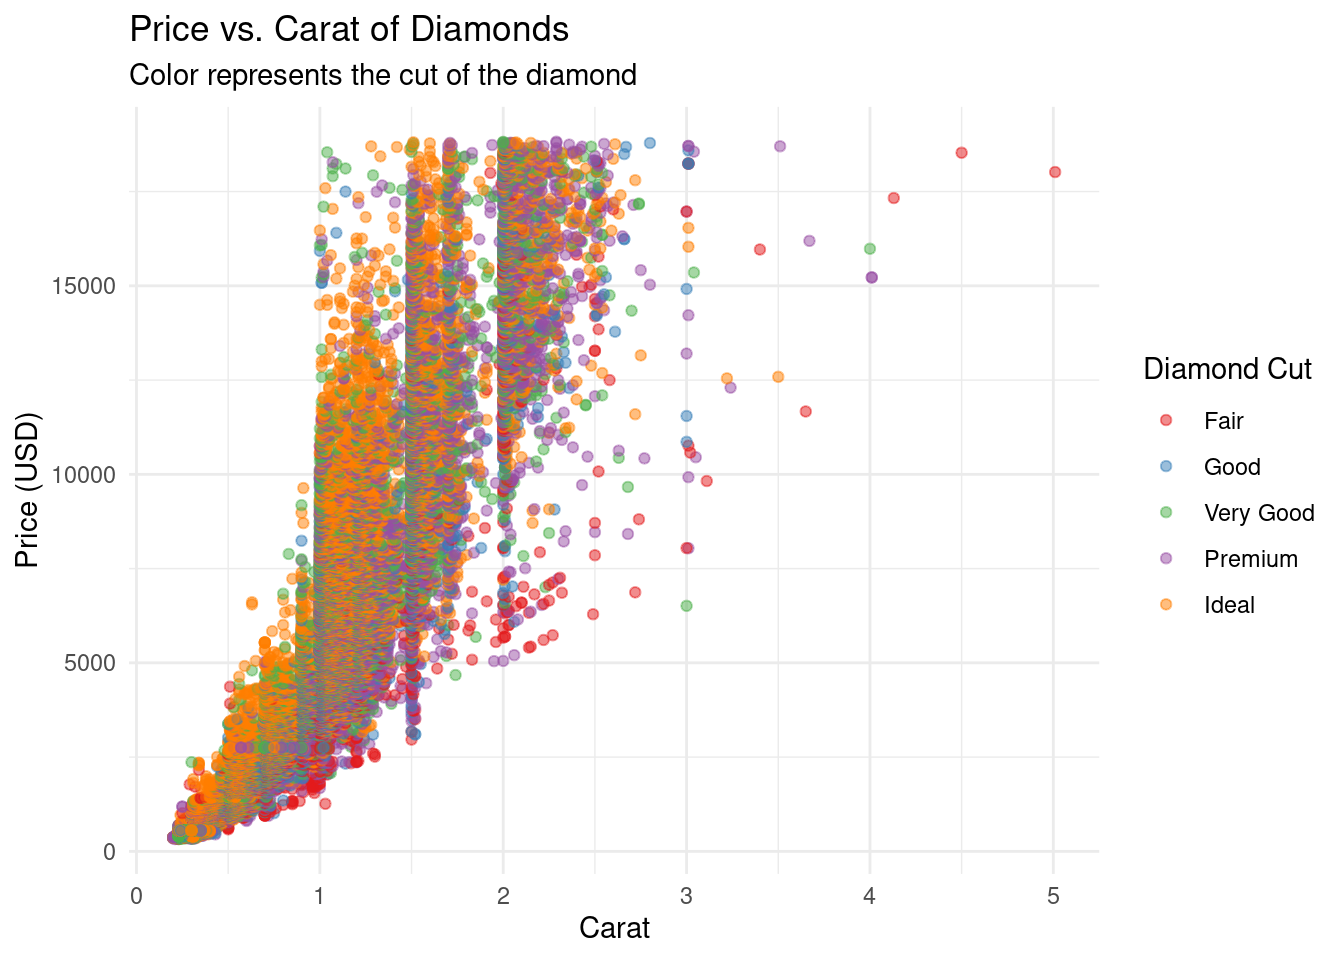 Price vs. Carat of Diamonds
Color represents the cut of the diamond
Price (USD)
15000
10000
5000
0
0 1 2 3 4 5
Carat
Diamond Cut
Fair
Good
Very Good
Premium
Ideal